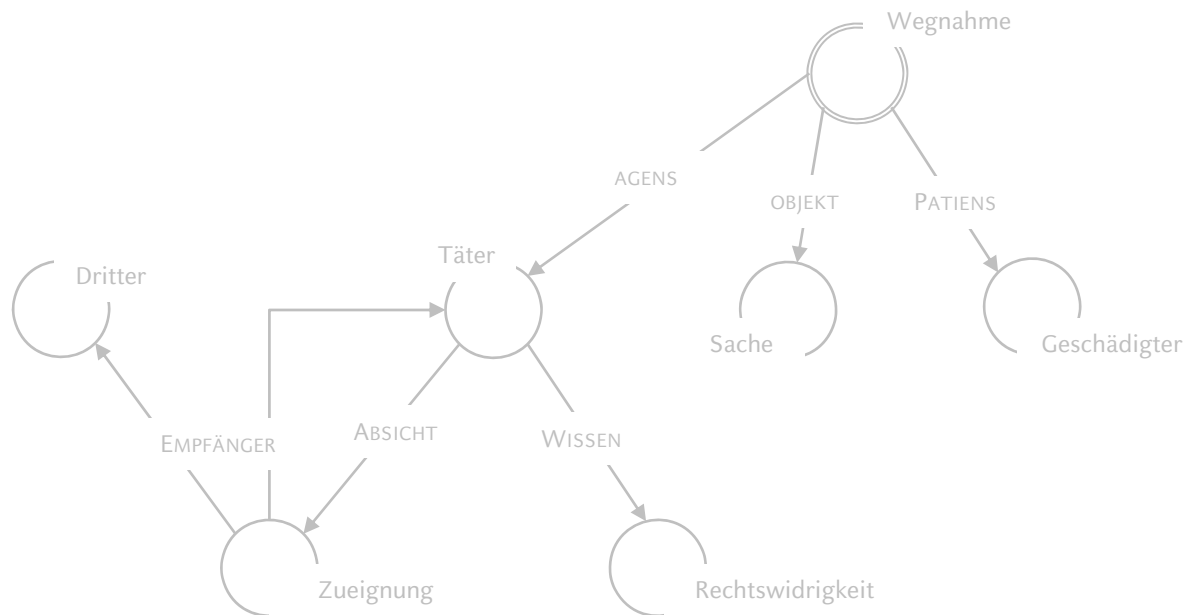 Wegnahme
AGENS
OBJEKT
PATIENS
Täter
Dritter
Sache
Geschädigter
EMPFÄNGER
ABSICHT
WISSEN
Zueignung
Rechtswidrigkeit